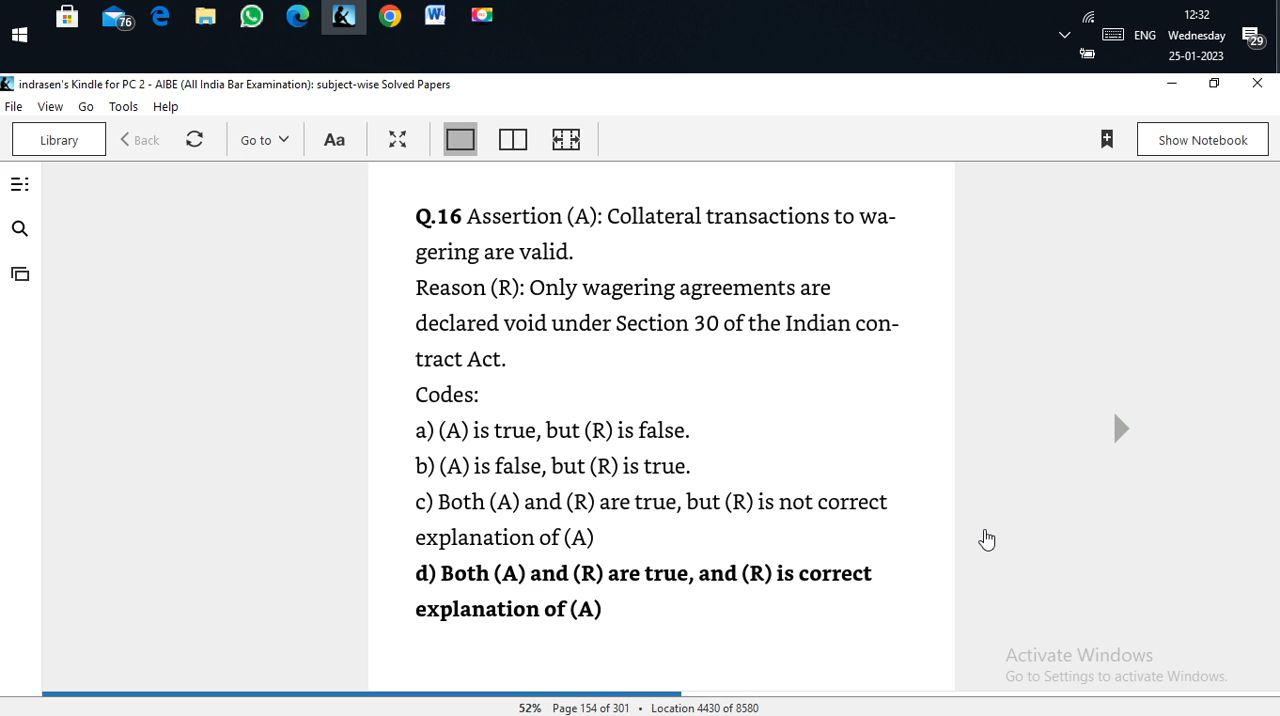 76
12:32
ENG Wednesday
29
25-01-2023
indrasen's Kindle for PC 2 - AIBE (All India Bar Examination): subject-wise Solved Papers
File View Go Tools Help
Library Back Go to Aa Show Notebook
Q.16 Assertion (A): Collateral transactions to wa-
gering are valid.
Reason (R): Only wagering agreements are
declared void under Section 30 of the Indian con-
tract Act.
Codes:
a) (A) is true, but (R) is false.
b) (A) is false, but (R) is true.
c) Both (A) and (R) are true, but (R) is not correct
explanation of (A)
d) Both (A) and (R) are true, and (R) is correct
explanation of (A)
Activate Windows
Go to Settings to activate Windows.
52% Page 154 of 301 • Location 4430 of 8580